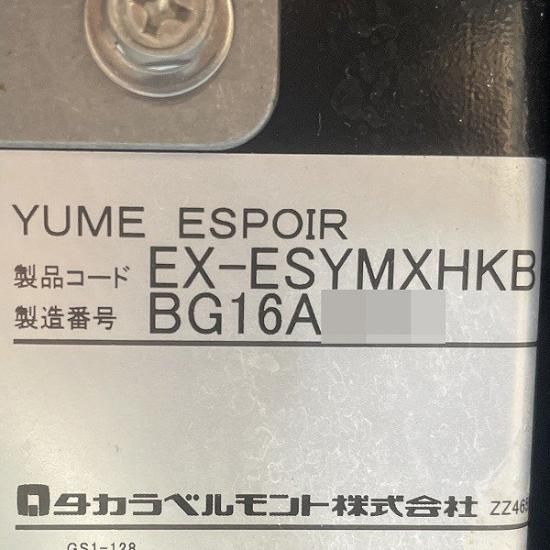 YUME ESPOIR
製品コード EX-ESYMXHKB
製造番号 BG16A
タカラベルモント株式会社 ZZ465
GS1-128